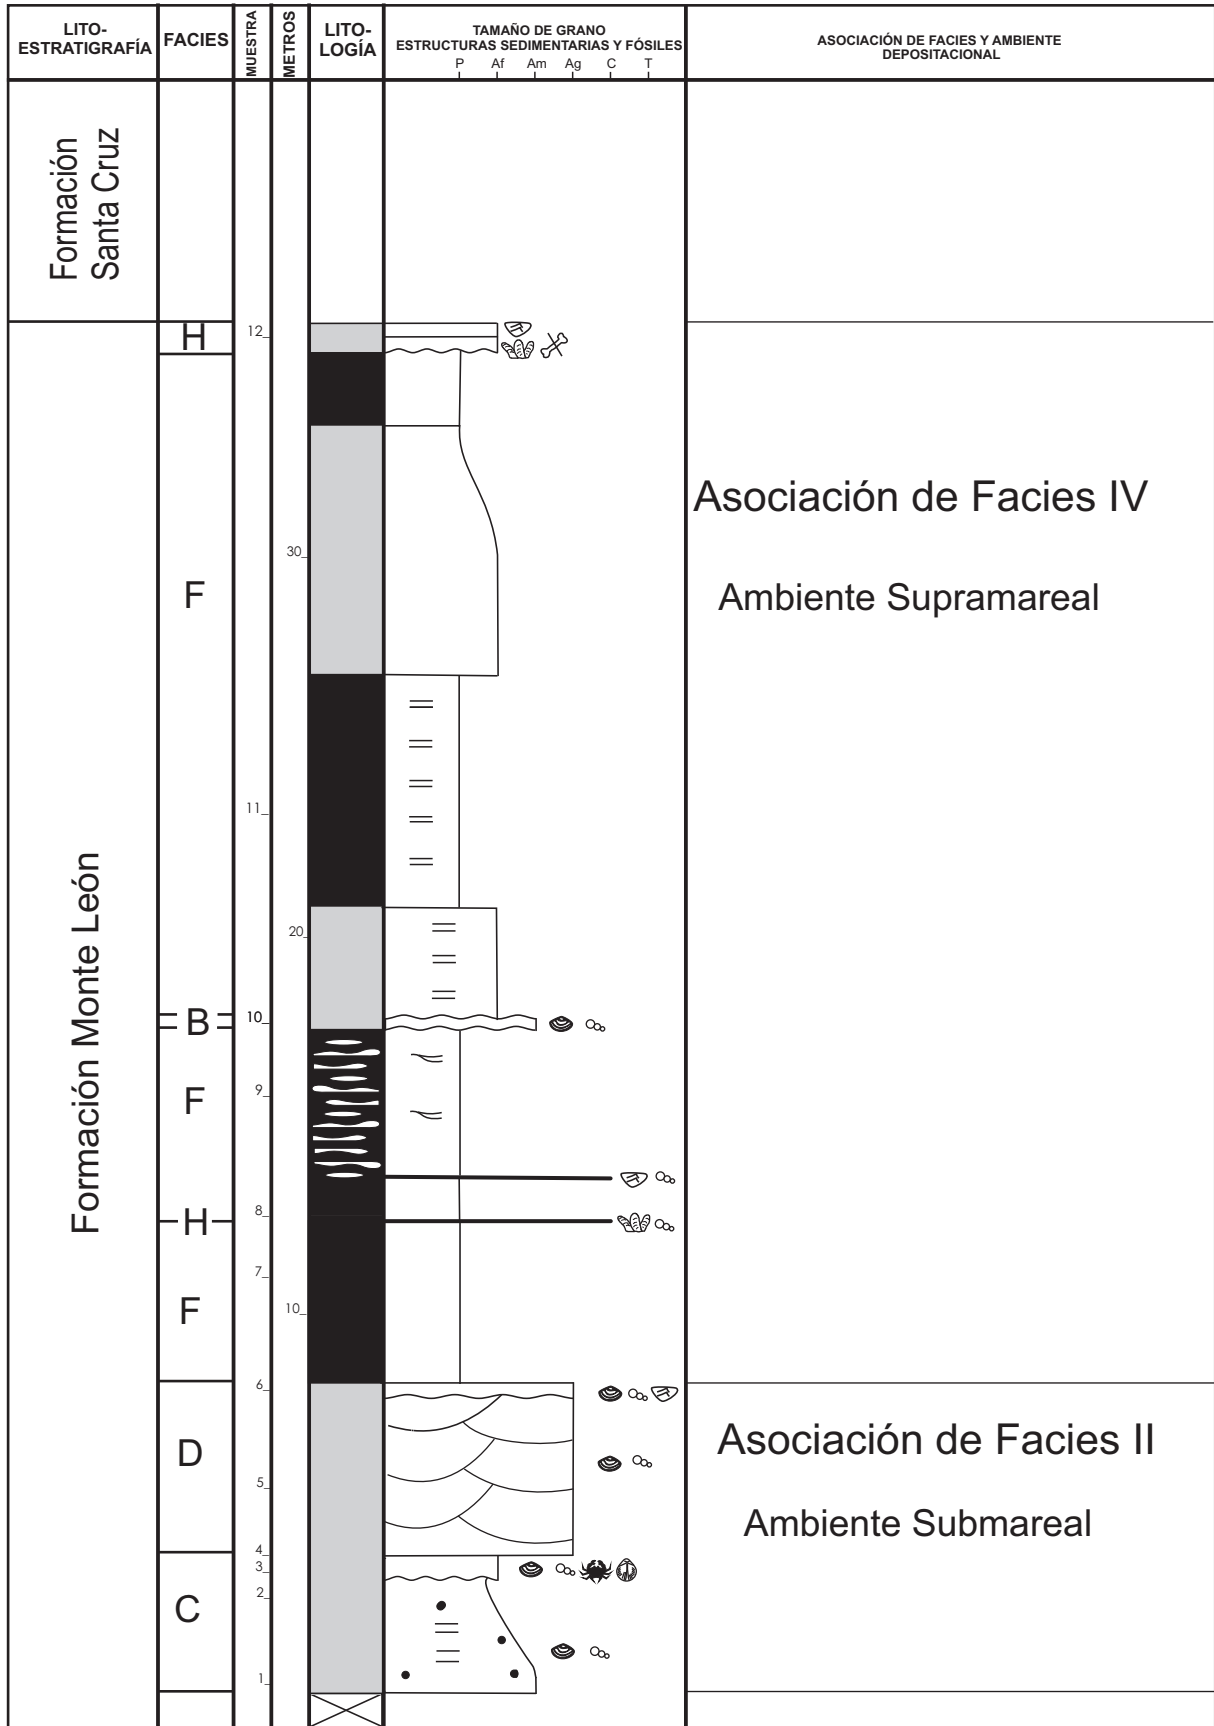 LITO-
ESTRATIGRAFÍA
FACIES
MUESTRA
METROS
LITO-
LOGÍA
TAMAÑO DE GRANO
ESTRUCTURAS SEDIMENTARIAS Y FÓSILES
P Af Am Ag C T
ASOCIACIÓN DE FACIES Y AMBIENTE
DEPOSITACIONAL
Formación
Santa Cruz
H
12
Asociación de Facies IV
30
F
Ambiente Supramareal
11
Formación Monte León
20
B
10
F
9
8
H
7
F
10
6
D
Asociación de Facies II
5
Ambiente Submareal
4
3
2
C
1